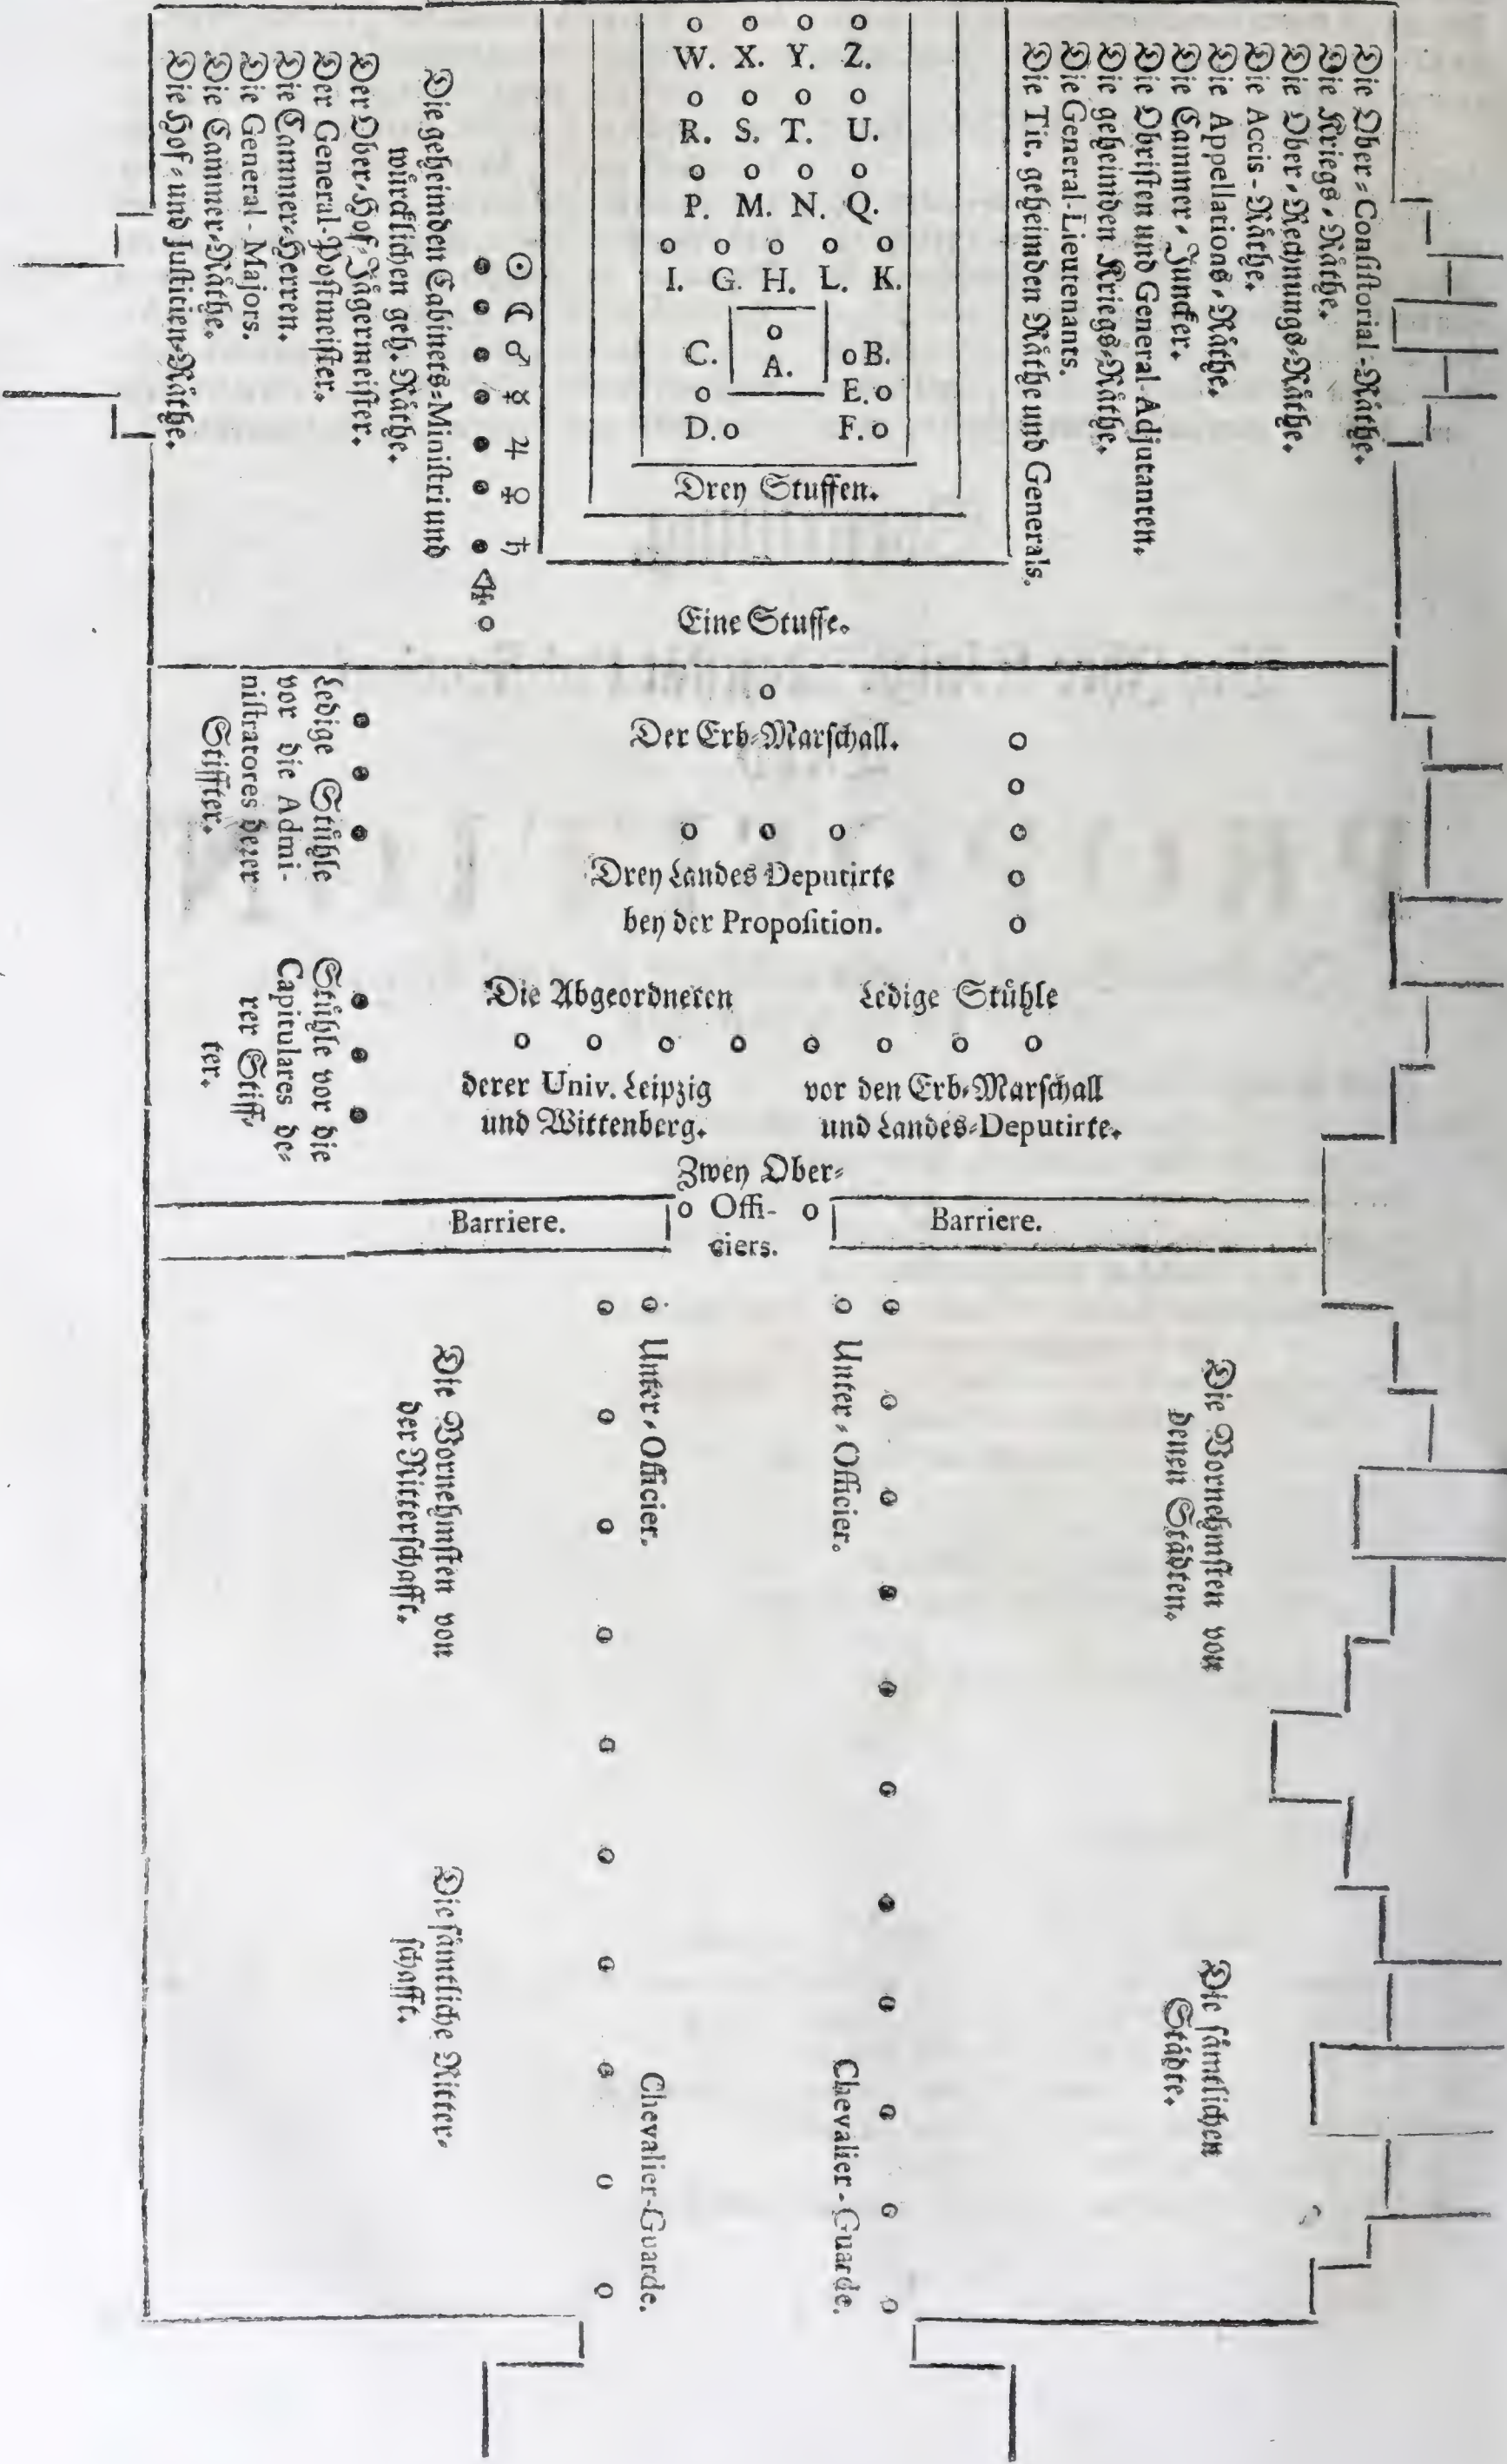 W. X. Y. Z.
R. S. T. U.
P. M. N. Q.
I. G. H. L. K.
C. A. B.
E.
D. F.
Drey Stuffen.
Eine Stuffe.
Die Ober-Consistorial-Räthe.
Die Kriegs-Räthe.
Die Ober-Rechnungs-Räthe.
Die Accis-Räthe.
Die Appellations-Räthe.
Die Cammer-Juncker.
Die Obristen und General-Adjutanten.
Die geheimden Kriegs-Räthe.
Die General-Lieutenants.
Die Tit. geheimden Räthe und Generals.
☉ ☾ ♂ ☿ ♃ ♀ ♄
Die geheimden Cabinets-Ministri und
würcklichen geh. Räthe.
Der Ober-Hof-Jägermeister.
Der General-Postmeister.
Die Cammer-Herren.
Die General-Majors.
Die Cammer-Räthe.
Die Hof- und Justicien-Räthe.
Der Erb-Marschall.
Drey Landes Deputirte
bey der Proposition.
Ledige Stühle
vor die Admi-
nistratores derer
Stiffter.
Stühle vor die
Capitulares de-
rer Stiff-
ter.
Die Abgeordneten
derer Univ. Leipzig
und Wittenberg.
Ledige Stühle
vor den Erb-Marschall
und Landes-Deputirte.
Zwey Ober-
Offi-
ciers.
Barriere.
Barriere.
Unter-Officier.
Unter-Officier.
Die Vornehmsten von
der Ritterschafft.
Die Vornehmsten von
denen Städten.
Die sämtliche Ritter-
schafft.
Die sämtlichen
Städte.
Chevalier-Guarde.
Chevalier-Guarde.